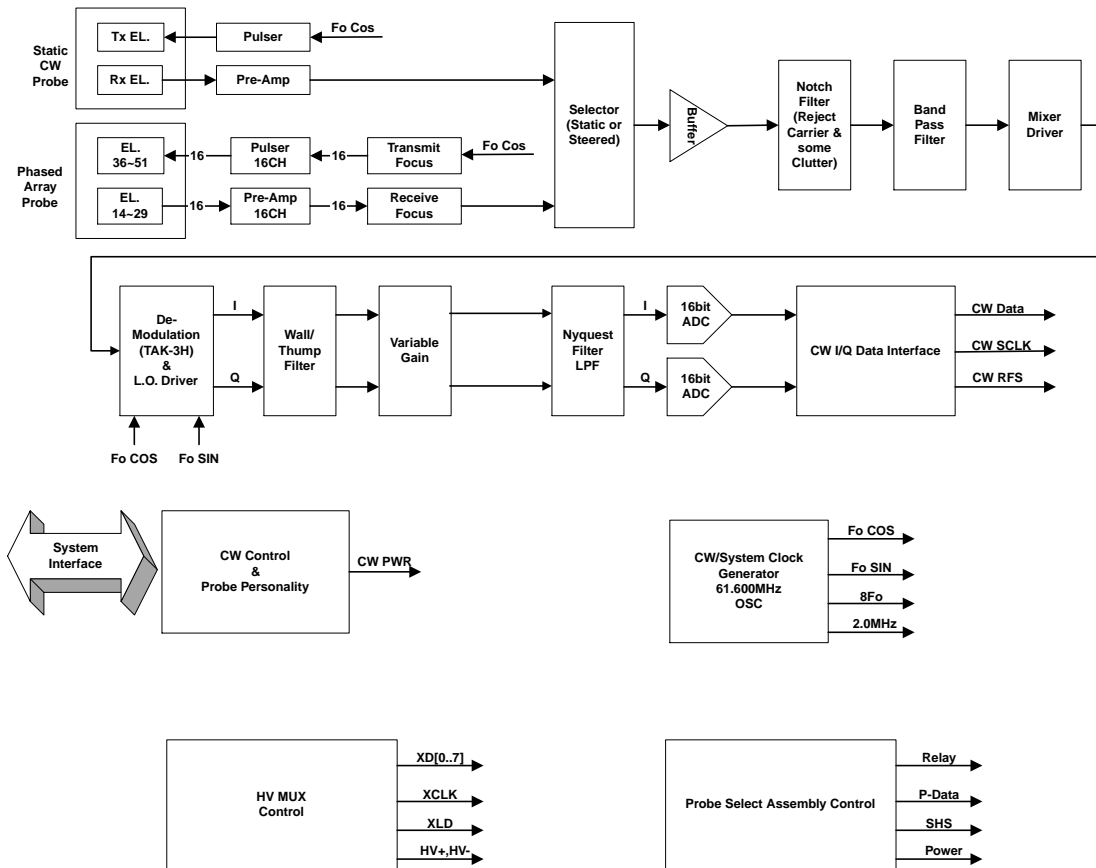 Static
CW
Probe
Tx EL.
Pulser
Fo Cos
Rx EL.
Pre-Amp
Phased
Array
Probe
EL.
36~51
16
Pulser
16CH
16
Transmit
Focus
Fo Cos
EL.
14~29
16
Pre-Amp
16CH
16
Receive
Focus
Selector
(Static or
Steered)
Buffer
Notch
Filter
(Reject
Carrier &
some
Clutter)
Band
Pass
Filter
Mixer
Driver
De-
Modulation
(TAK-3H)
&
L.O. Driver
Fo COS
Fo SIN
I
Q
Wall/
Thump
Filter
Variable
Gain
Nyquest
Filter
LPF
I
Q
16bit
ADC
16bit
ADC
CW I/Q Data Interface
CW Data
CW SCLK
CW RFS
System
Interface
CW Control
&
Probe Personality
CW PWR
CW/System Clock
Generator
61.600MHz
OSC
Fo COS
Fo SIN
8Fo
2.0MHz
HV MUX
Control
XD[0..7]
XCLK
XLD
HV+,HV-
Probe Select Assembly Control
Relay
P-Data
SHS
Power